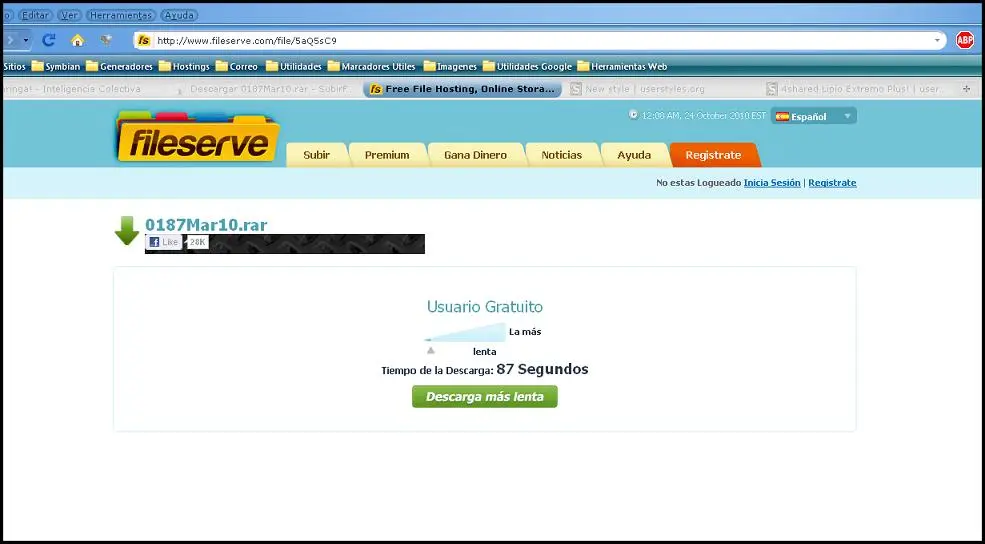 o Editar Ver Herramientas Ayuda
fs http://www.fileserve.com/file/5aQ5sC9 ABP
Sitios Symbian Generadores Hostings Correo Utilidades Marcadores Utiles Imagenes Utilidades Google Herramientas Web
aringa! - Inteligencia Colectiva Descargar 0187Mar10.rar - SubirF fs Free File Hosting, Online Stora... New style | userstyles.org 4shared Lipio Extremo Plus! | user...
12:08 AM, 24 October 2010 EST Español
fileserve
Subir Premium Gana Dinero Noticias Ayuda Registrate
No estas Logueado Inicia Sesión | Registrate
0187Mar10.rar
Like 28K
Usuario Gratuito
La más
lenta
Tiempo de la Descarga: 87 Segundos
Descarga más lenta